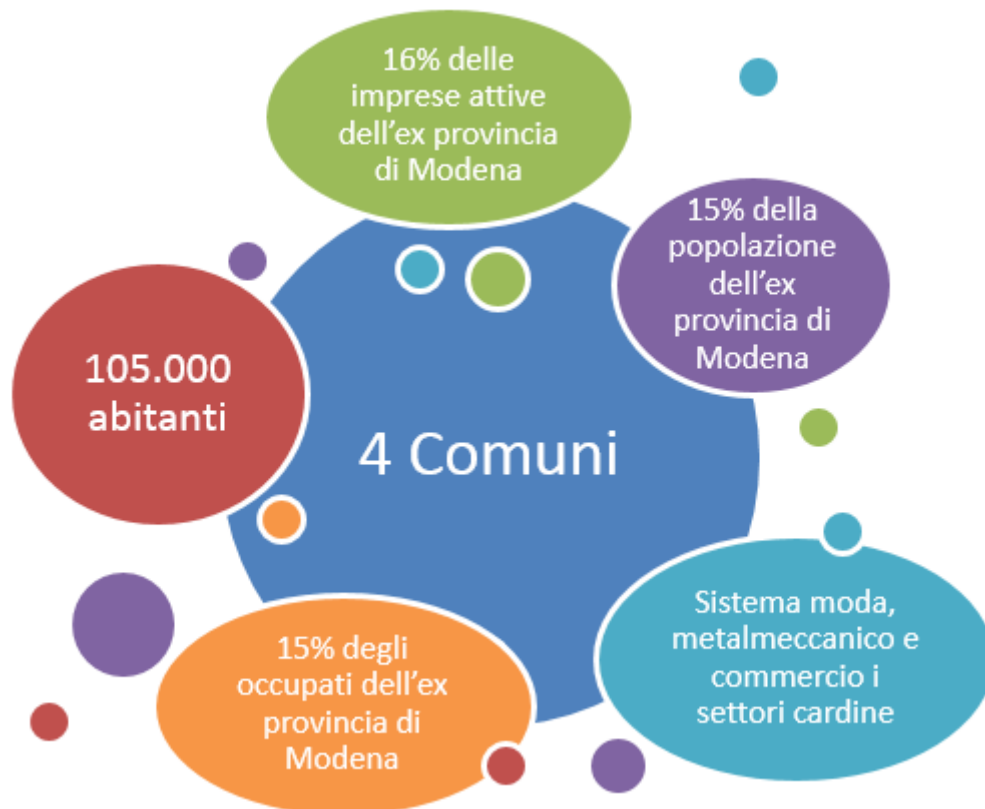 16% delle
imprese attive
dell'ex provincia
di Modena
15% della
popolazione
dell'ex
provincia di
Modena
105.000
abitanti
4 Comuni
Sistema moda,
metalmeccanico e
commercio i
settori cardine
15% degli
occupati dell'ex
provincia di
Modena